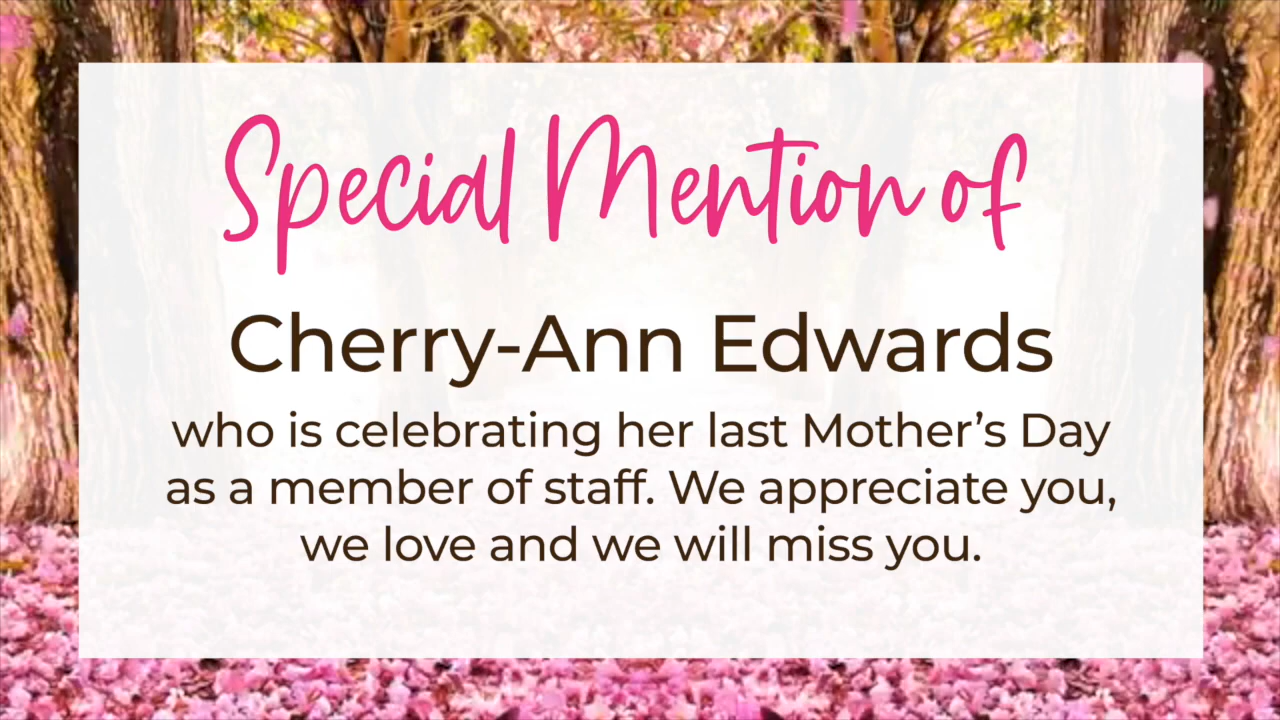 Special Mention of
Cherry-Ann Edwards
who is celebrating her last Mother’s Day
as a member of staff. We appreciate you,
we love and we will miss you.